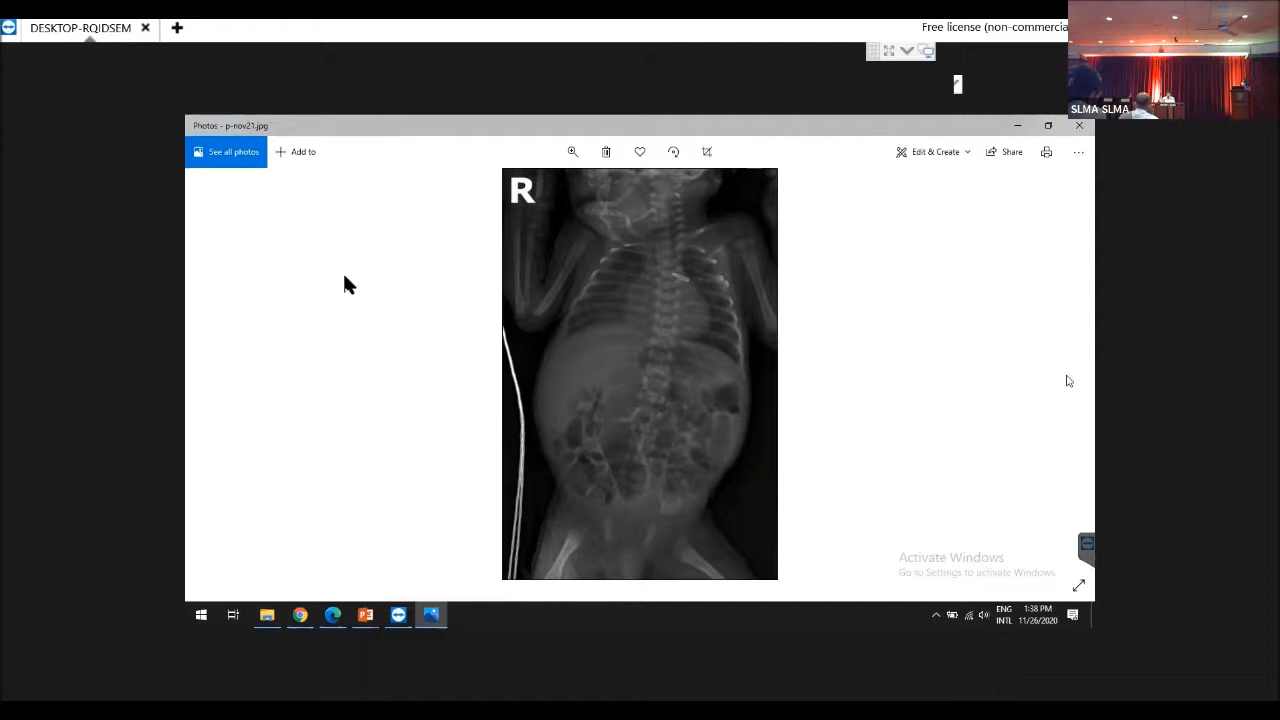 DESKTOP-RQIDSEM
Free license (non-commercia
SLMA SLMA
Photos - p-nov21.jpg
See all photos
Add to
Edit & Create
Share
R
Activate Windows
Go to Settings to activate Windows.
ENG
INTL
1:38 PM
11/26/2020